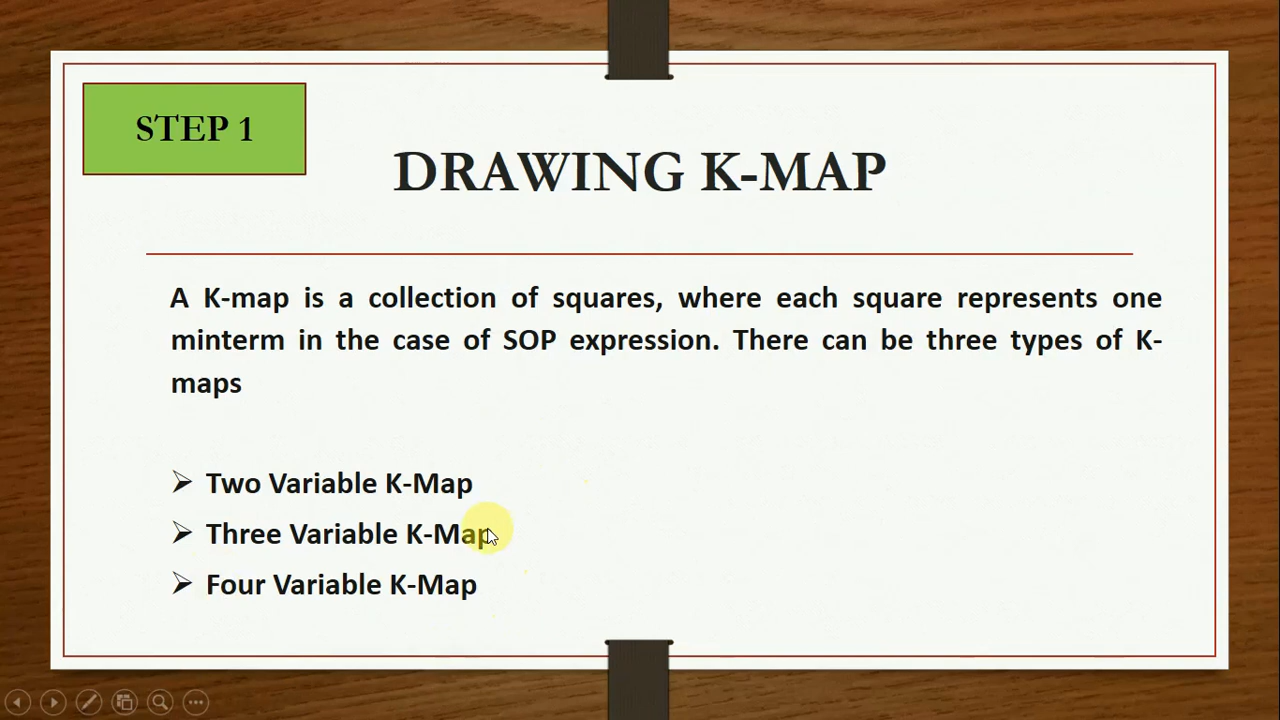 STEP 1
DRAWING K-MAP
A K-map is a collection of squares, where each square represents one
minterm in the case of SOP expression. There can be three types of K-
maps
Two Variable K-Map
Three Variable K-Map
Four Variable K-Map